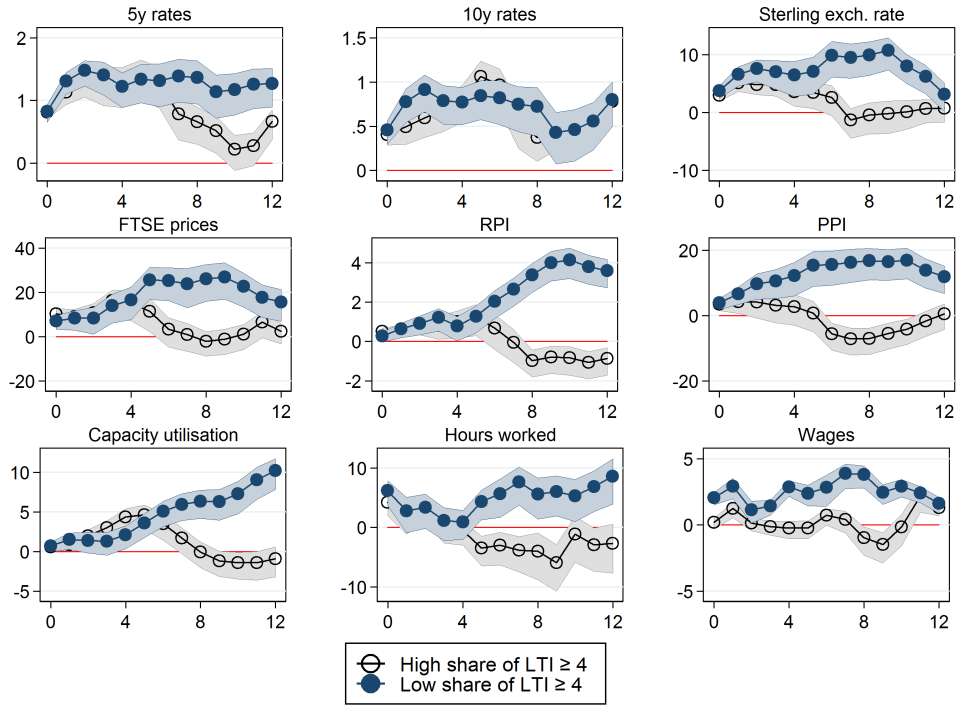 5y rates
10y rates
Sterling exch. rate
2
1
0
0 4 8 12
1.5
1
.5
0
0 4 8 12
10
0
-10
0 4 8 12
FTSE prices
RPI
PPI
40
20
0
-20
0 4 8 12
4
2
0
-2
0 4 8 12
20
0
-20
0 4 8 12
Capacity utilisation
Hours worked
Wages
10
5
0
-5
0 4 8 12
10
0
-10
0 4 8 12
5
0
-5
0 4 8 12
High share of LTI ≥ 4
Low share of LTI ≥ 4